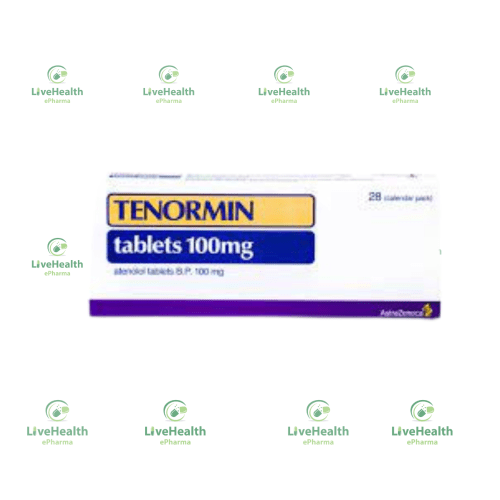 LiveHealth LiveHealth LiveHealth LiveHealth
ePharma ePharma ePharma ePharma
TENORMIN
28 (calendar pack)
tablets 100mg
atenolol tablets B.P. 100 mg
LiveHealth
ePharma
AstraZeneca
LiveHealth LiveHealth LiveHealth LiveHealth
ePharma ePharma ePharma ePharma